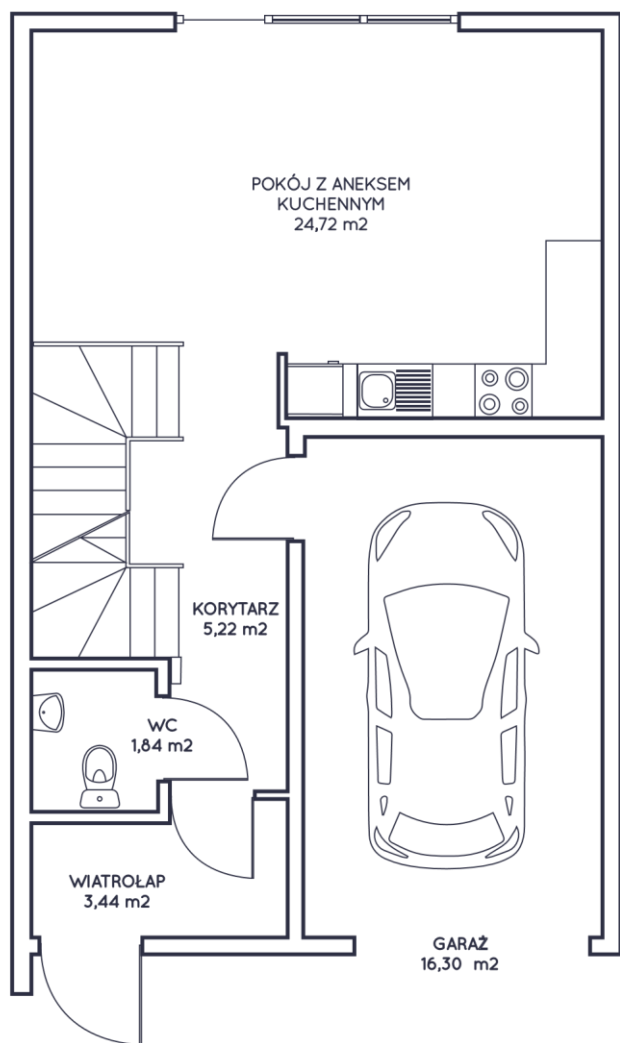 POKÓJ Z ANEKSEM
KUCHENNYM
24,72 m2
KORYTARZ
5,22 m2
WC
1,84 m2
WIATROŁAP
3,44 m2
GARAŻ
16,30 m2